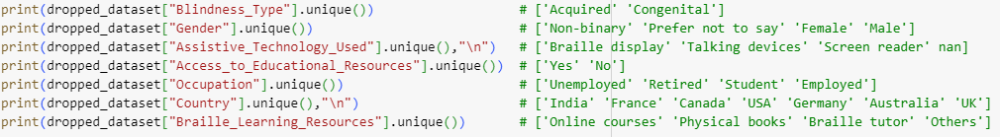 print(dropped_dataset["Blindness_Type"].unique()) # ['Acquired' 'Congenital']
print(dropped_dataset["Gender"].unique()) # ['Non-binary' 'Prefer not to say' 'Female' 'Male']
print(dropped_dataset["Assistive_Technology_Used"].unique(),"\n") # ['Braille display' 'Talking devices' 'Screen reader' nan]
print(dropped_dataset["Access_to_Educational_Resources"].unique()) # ['Yes' 'No']
print(dropped_dataset["Occupation"].unique()) # ['Unemployed' 'Retired' 'Student' 'Employed']
print(dropped_dataset["Country"].unique(),"\n") # ['India' 'France' 'Canada' 'USA' 'Germany' 'Australia' 'UK']
print(dropped_dataset["Braille_Learning_Resources"].unique()) # ['Online courses' 'Physical books' 'Braille tutor' 'Others']